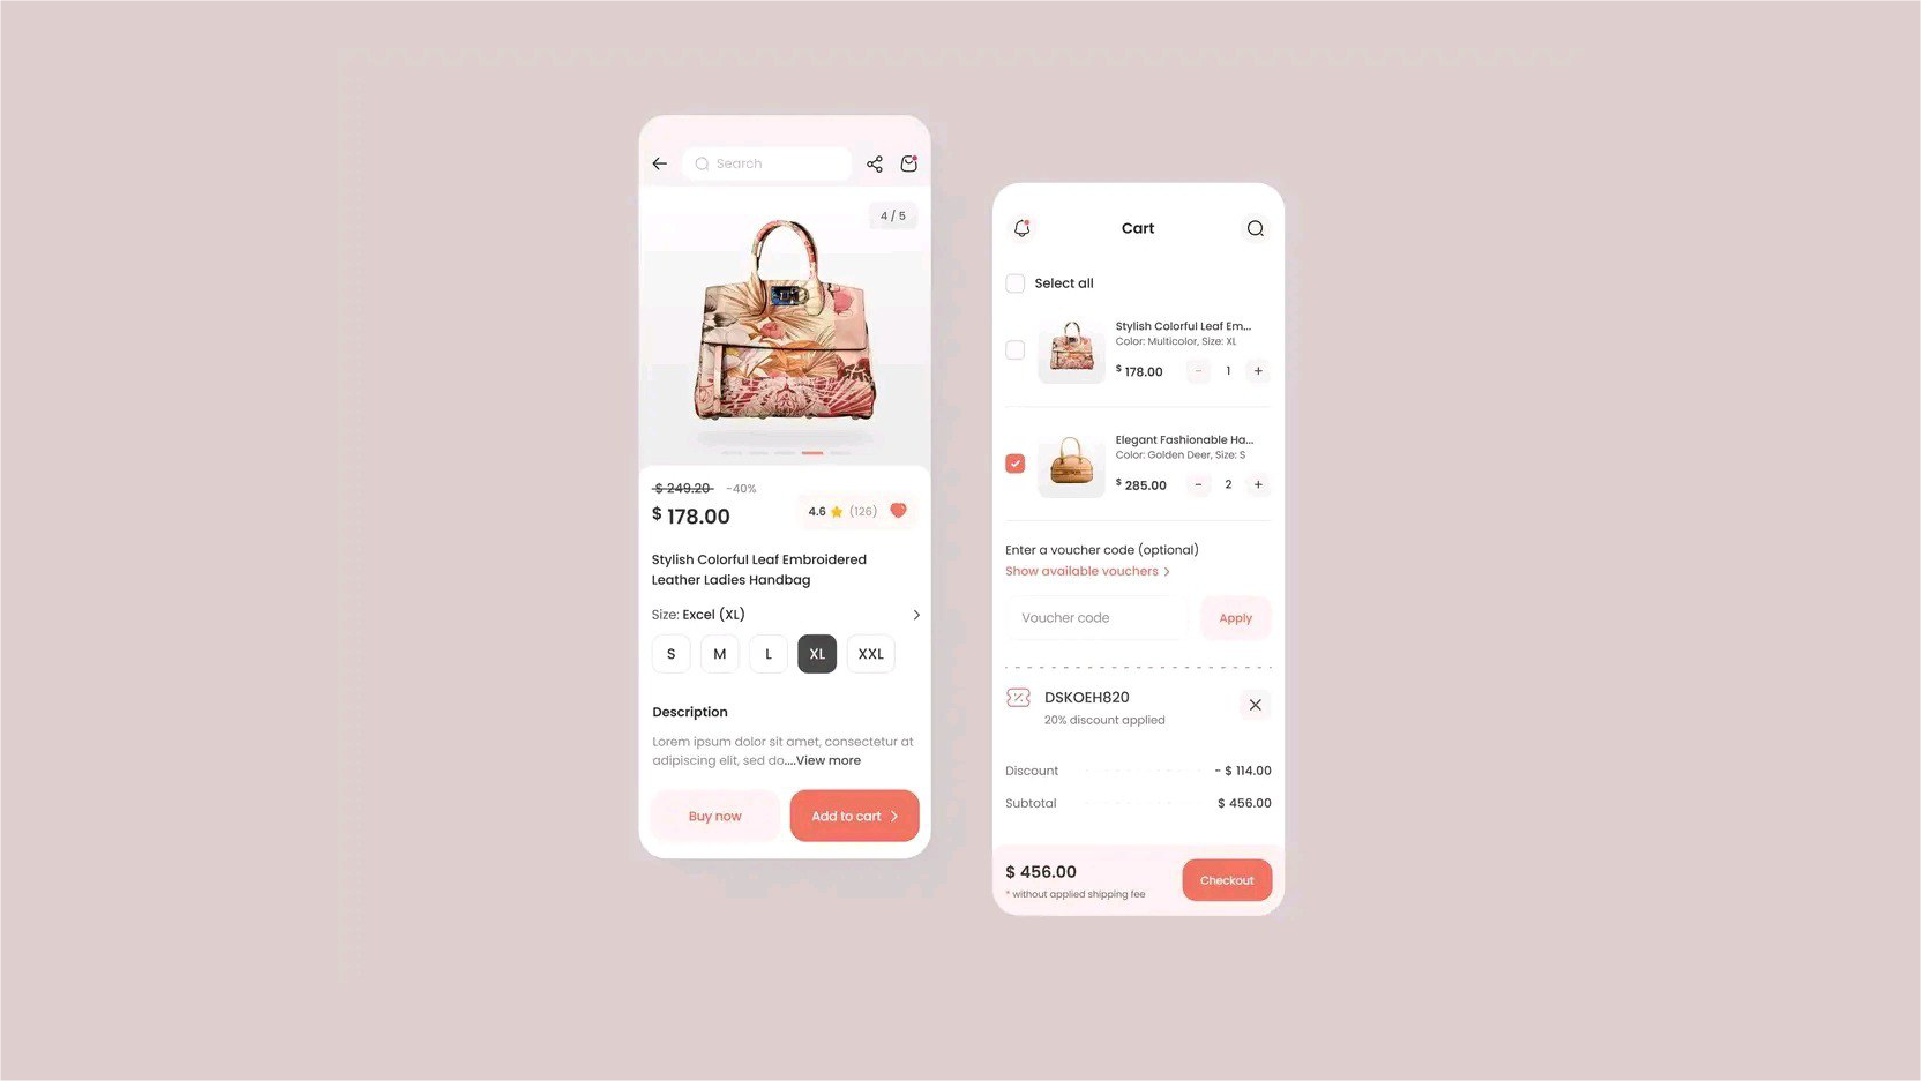 Search
4 / 5
$ 249.20 -40%
$ 178.00
4.6 (126)
Stylish Colorful Leaf Embroidered
Leather Ladies Handbag
Size: Excel (XL)
S M L XL XXL
Description
Lorem ipsum dolor sit amet, consectetur at
adipiscing elit, sed do....View more
Buy now
Add to cart
Cart
Select all
Stylish Colorful Leaf Em...
Color: Multicolor, Size: XL
$ 178.00 - 1 +
Elegant Fashionable Ha...
Color: Golden Deer, Size: S
$ 285.00 - 2 +
Enter a voucher code (optional)
Show available vouchers
Voucher code
Apply
DSKOEH820
20% discount applied
Discount - $ 114.00
Subtotal $ 456.00
$ 456.00
* without applied shipping fee
Checkout